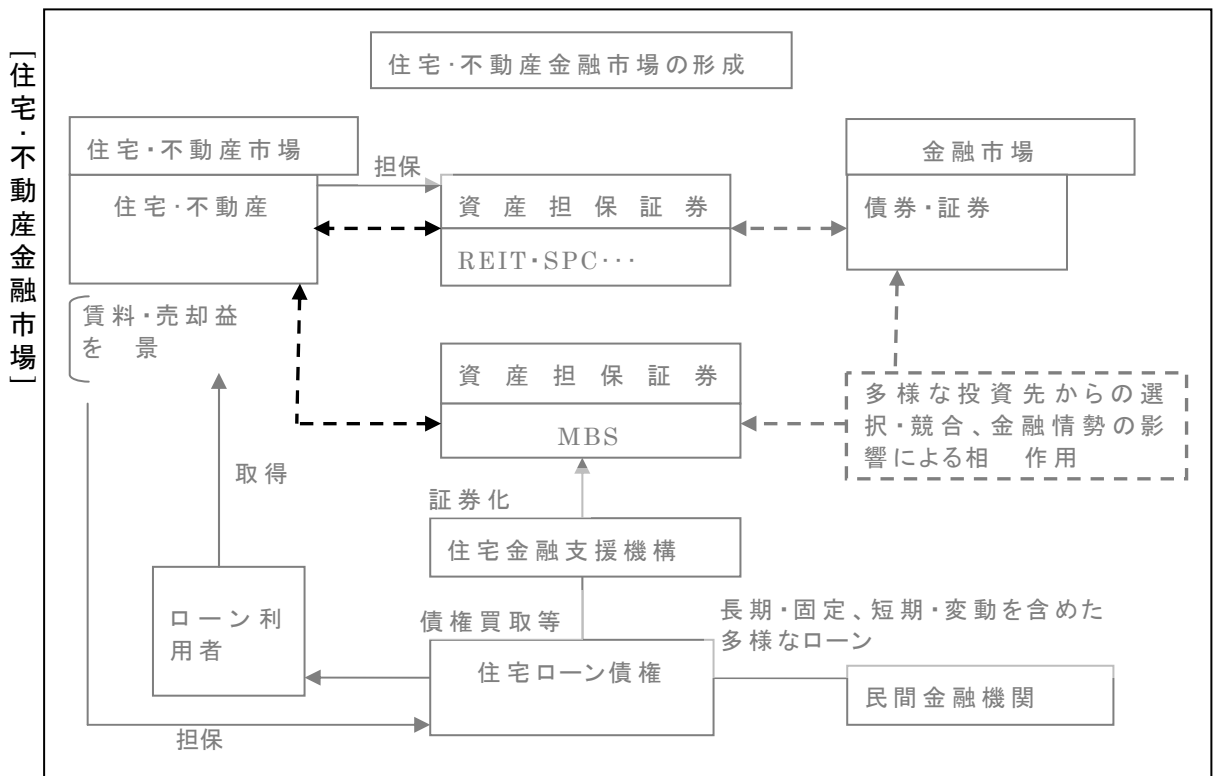 [住宅・不動産金融市場]
住宅・不動産金融市場の形成
住宅・不動産市場
担保
金融市場
住宅・不動産
資産担保証券
債券・証券
REIT・SPC･･･
賃料・売却益
を 景
資産担保証券
MBS
多様な投資先からの選
択・競合、金融情勢の影
響による相 作用
取得
証券化
住宅金融支援機構
ローン利
用者
債権買取等
長期・固定、短期・変動を含めた
多様なローン
住宅ローン債権
民間金融機関
担保